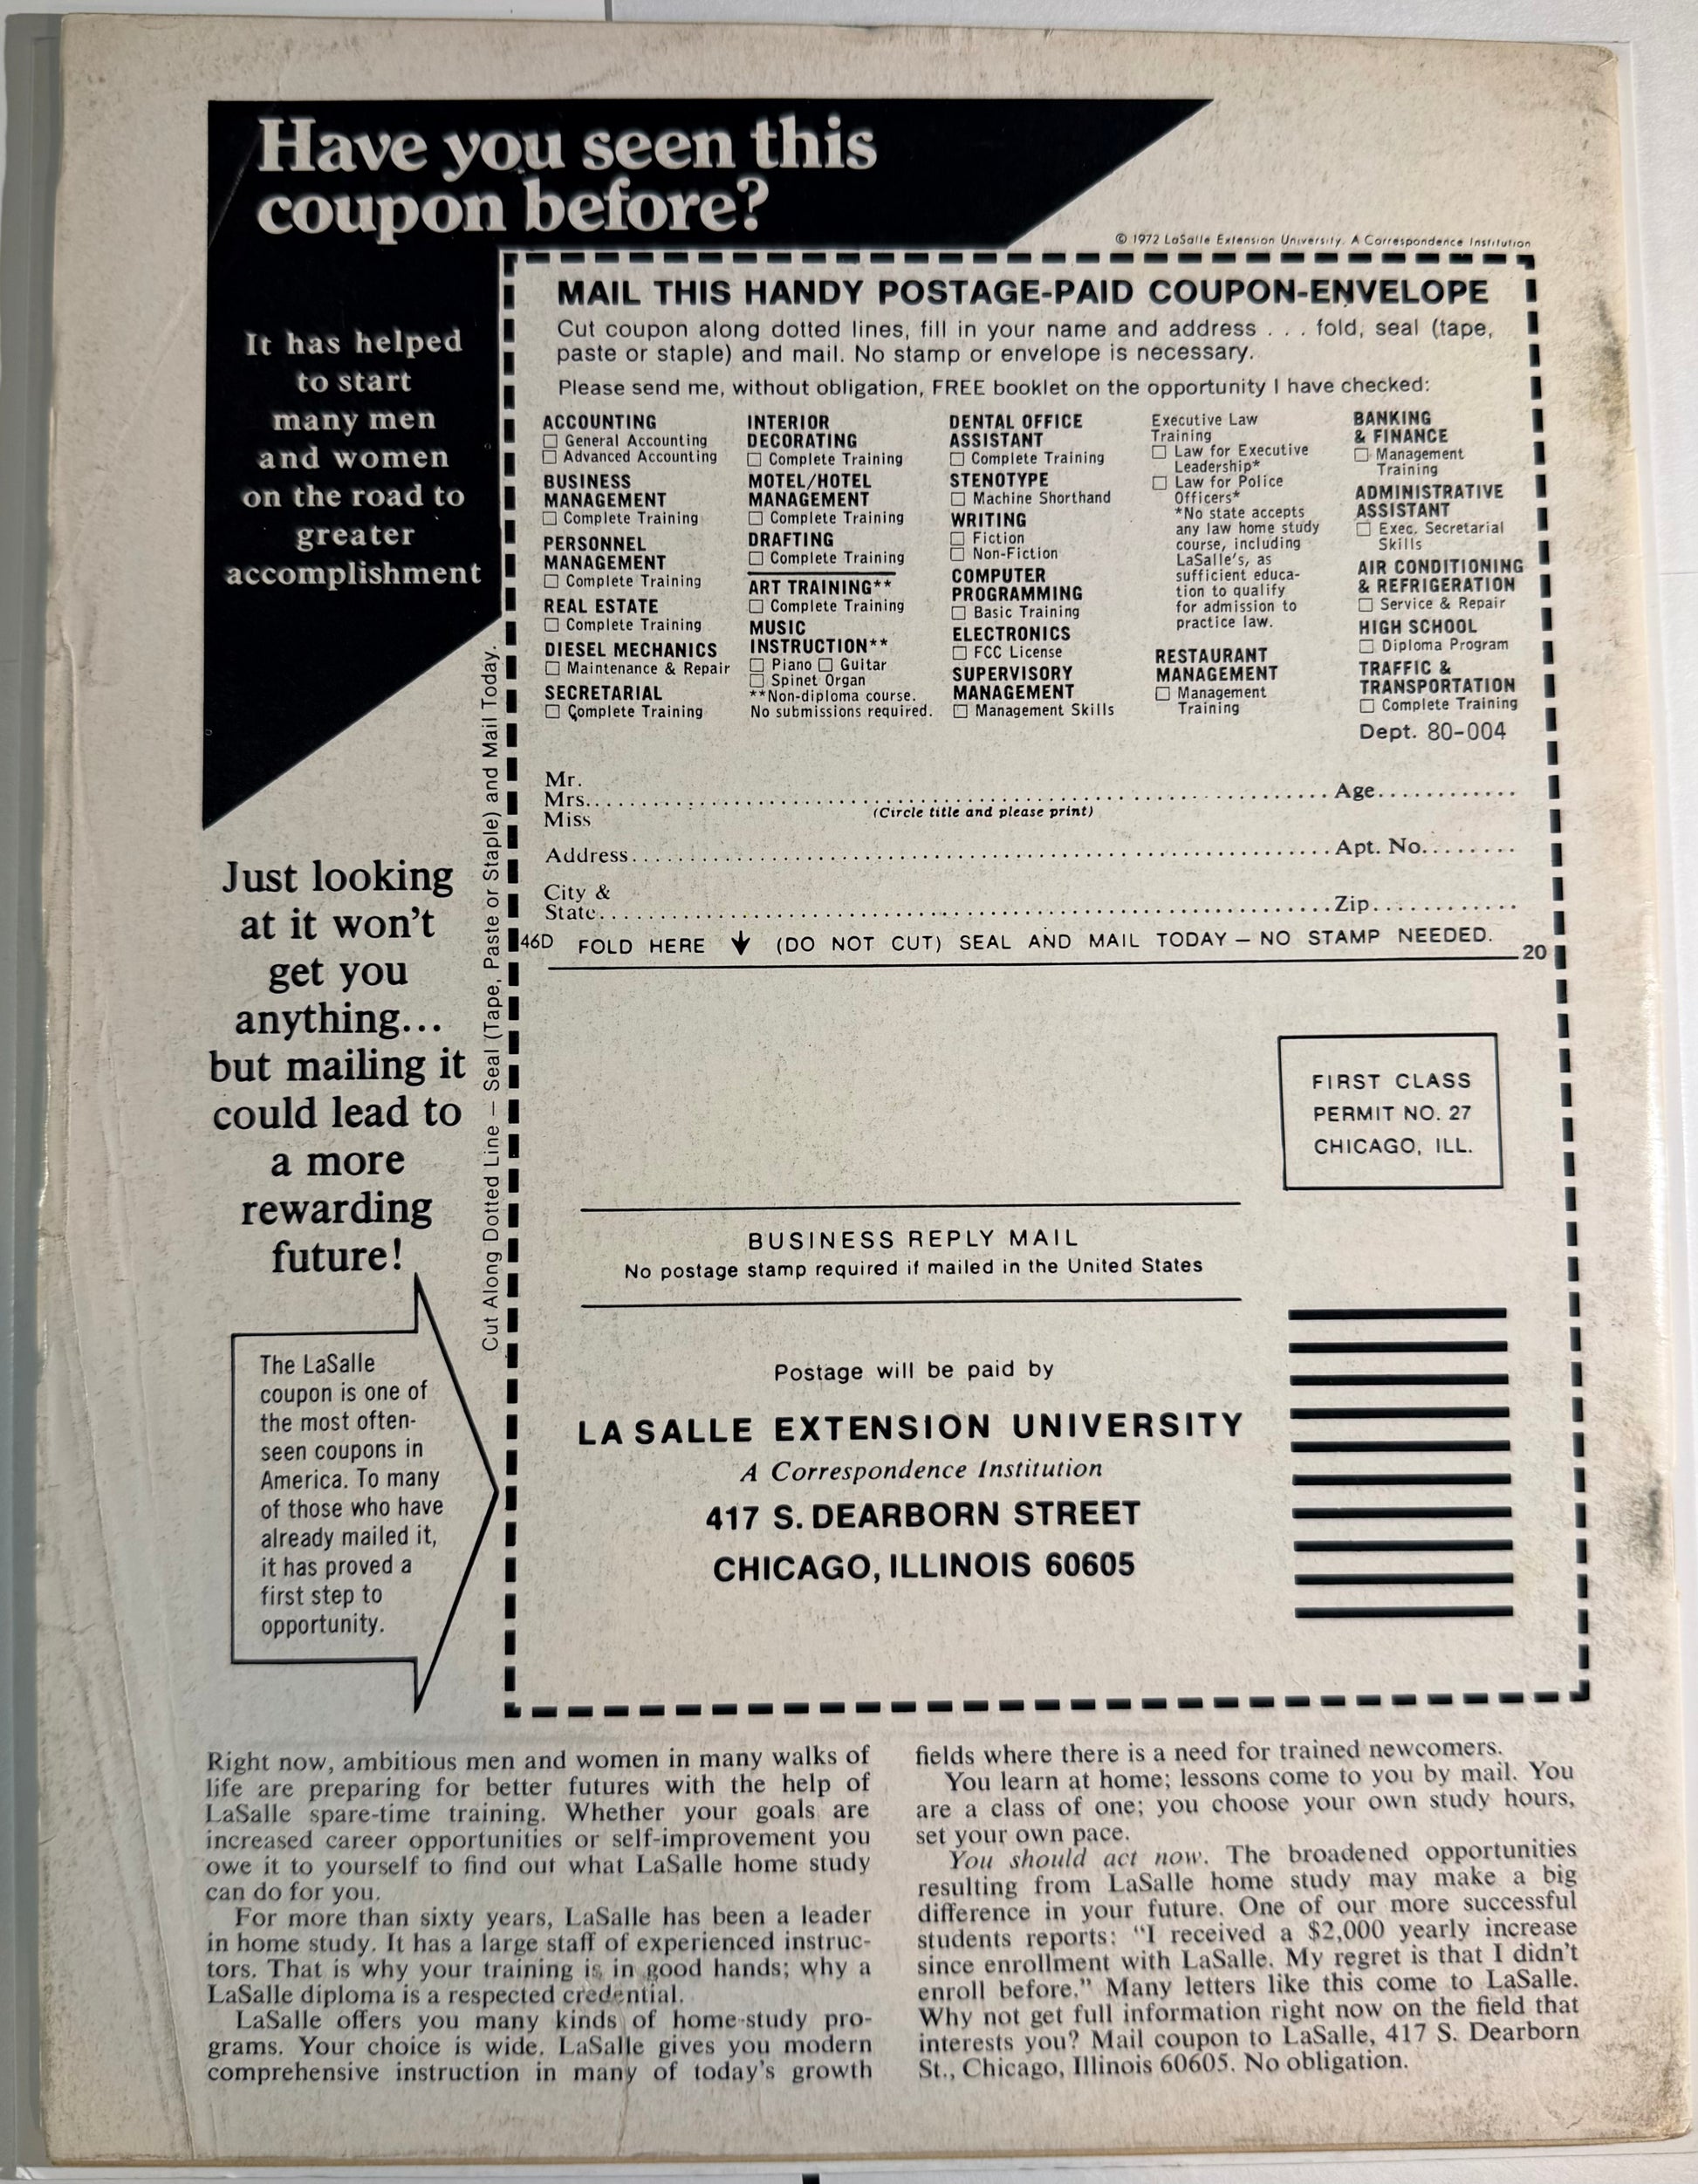 Have you seen this
coupon before?
© 1972 LaSalle Extension University. A Correspondence Institution
It has helped
to start
many men
and women
on the road to
greater
accomplishment
Just looking
at it won't
get you
anything...
but mailing it
could lead to
a more
rewarding
future!
The LaSalle
coupon is one of
the most often-
seen coupons in
America. To many
of those who have
already mailed it,
it has proved a
first step to
opportunity.
Cut Along Dotted Line – Seal (Tape, Paste or Staple) and Mail Today.
MAIL THIS HANDY POSTAGE-PAID COUPON-ENVELOPE
Cut coupon along dotted lines, fill in your name and address . . . fold, seal (tape,
paste or staple) and mail. No stamp or envelope is necessary.
Please send me, without obligation, FREE booklet on the opportunity I have checked:
ACCOUNTING
☐ General Accounting
☐ Advanced Accounting
BUSINESS
MANAGEMENT
☐ Complete Training
PERSONNEL
MANAGEMENT
☐ Complete Training
REAL ESTATE
☐ Complete Training
DIESEL MECHANICS
☐ Maintenance & Repair
SECRETARIAL
☐ Complete Training
INTERIOR
DECORATING
☐ Complete Training
MOTEL/HOTEL
MANAGEMENT
☐ Complete Training
DRAFTING
☐ Complete Training
ART TRAINING**
☐ Complete Training
MUSIC
INSTRUCTION**
☐ Piano ☐ Guitar
☐ Spinet Organ
**Non-diploma course.
No submissions required.
DENTAL OFFICE
ASSISTANT
☐ Complete Training
STENOTYPE
☐ Machine Shorthand
WRITING
☐ Fiction
☐ Non-Fiction
COMPUTER
PROGRAMMING
☐ Basic Training
ELECTRONICS
☐ FCC License
SUPERVISORY
MANAGEMENT
☐ Management Skills
Executive Law
Training
☐ Law for Executive
Leadership*
☐ Law for Police
Officers*
*No state accepts
any law home study
course, including
LaSalle's, as
sufficient educa-
tion to qualify
for admission to
practice law.
RESTAURANT
MANAGEMENT
☐ Management
Training
BANKING
& FINANCE
☐ Management
Training
ADMINISTRATIVE
ASSISTANT
☐ Exec. Secretarial
Skills
AIR CONDITIONING
& REFRIGERATION
☐ Service & Repair
HIGH SCHOOL
☐ Diploma Program
TRAFFIC &
TRANSPORTATION
☐ Complete Training
Dept. 80-004
Mr.
Mrs. Age
Miss
(Circle title and please print)
Address Apt. No.
City &
State Zip
46D FOLD HERE ↓ (DO NOT CUT) SEAL AND MAIL TODAY – NO STAMP NEEDED. 20
FIRST CLASS
PERMIT NO. 27
CHICAGO, ILL.
BUSINESS REPLY MAIL
No postage stamp required if mailed in the United States
Postage will be paid by
LA SALLE EXTENSION UNIVERSITY
A Correspondence Institution
417 S. DEARBORN STREET
CHICAGO, ILLINOIS 60605
Right now, ambitious men and women in many walks of
life are preparing for better futures with the help of
LaSalle spare-time training. Whether your goals are
increased career opportunities or self-improvement you
owe it to yourself to find out what LaSalle home study
can do for you.
For more than sixty years, LaSalle has been a leader
in home study. It has a large staff of experienced instruc-
tors. That is why your training is in good hands; why a
LaSalle diploma is a respected credential.
LaSalle offers you many kinds of home-study pro-
grams. Your choice is wide. LaSalle gives you modern
comprehensive instruction in many of today's growth
fields where there is a need for trained newcomers.
You learn at home; lessons come to you by mail. You
are a class of one; you choose your own study hours,
set your own pace.
You should act now. The broadened opportunities
resulting from LaSalle home study may make a big
difference in your future. One of our more successful
students reports: "I received a $2,000 yearly increase
since enrollment with LaSalle. My regret is that I didn't
enroll before." Many letters like this come to LaSalle.
Why not get full information right now on the field that
interests you? Mail coupon to LaSalle, 417 S. Dearborn
St., Chicago, Illinois 60605. No obligation.